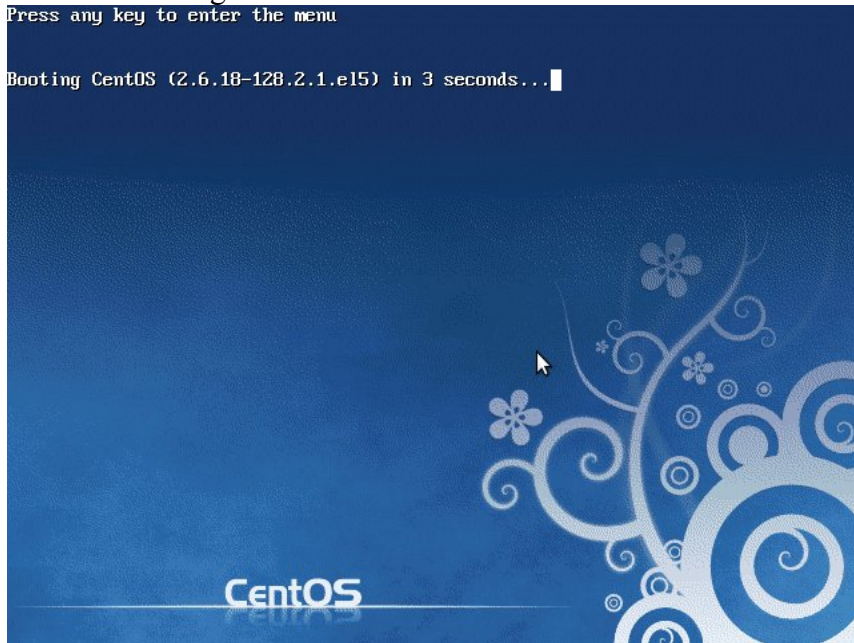 Press any key to enter the menu
Booting CentOS (2.6.18-128.2.1.el5) in 3 seconds...
CentOS